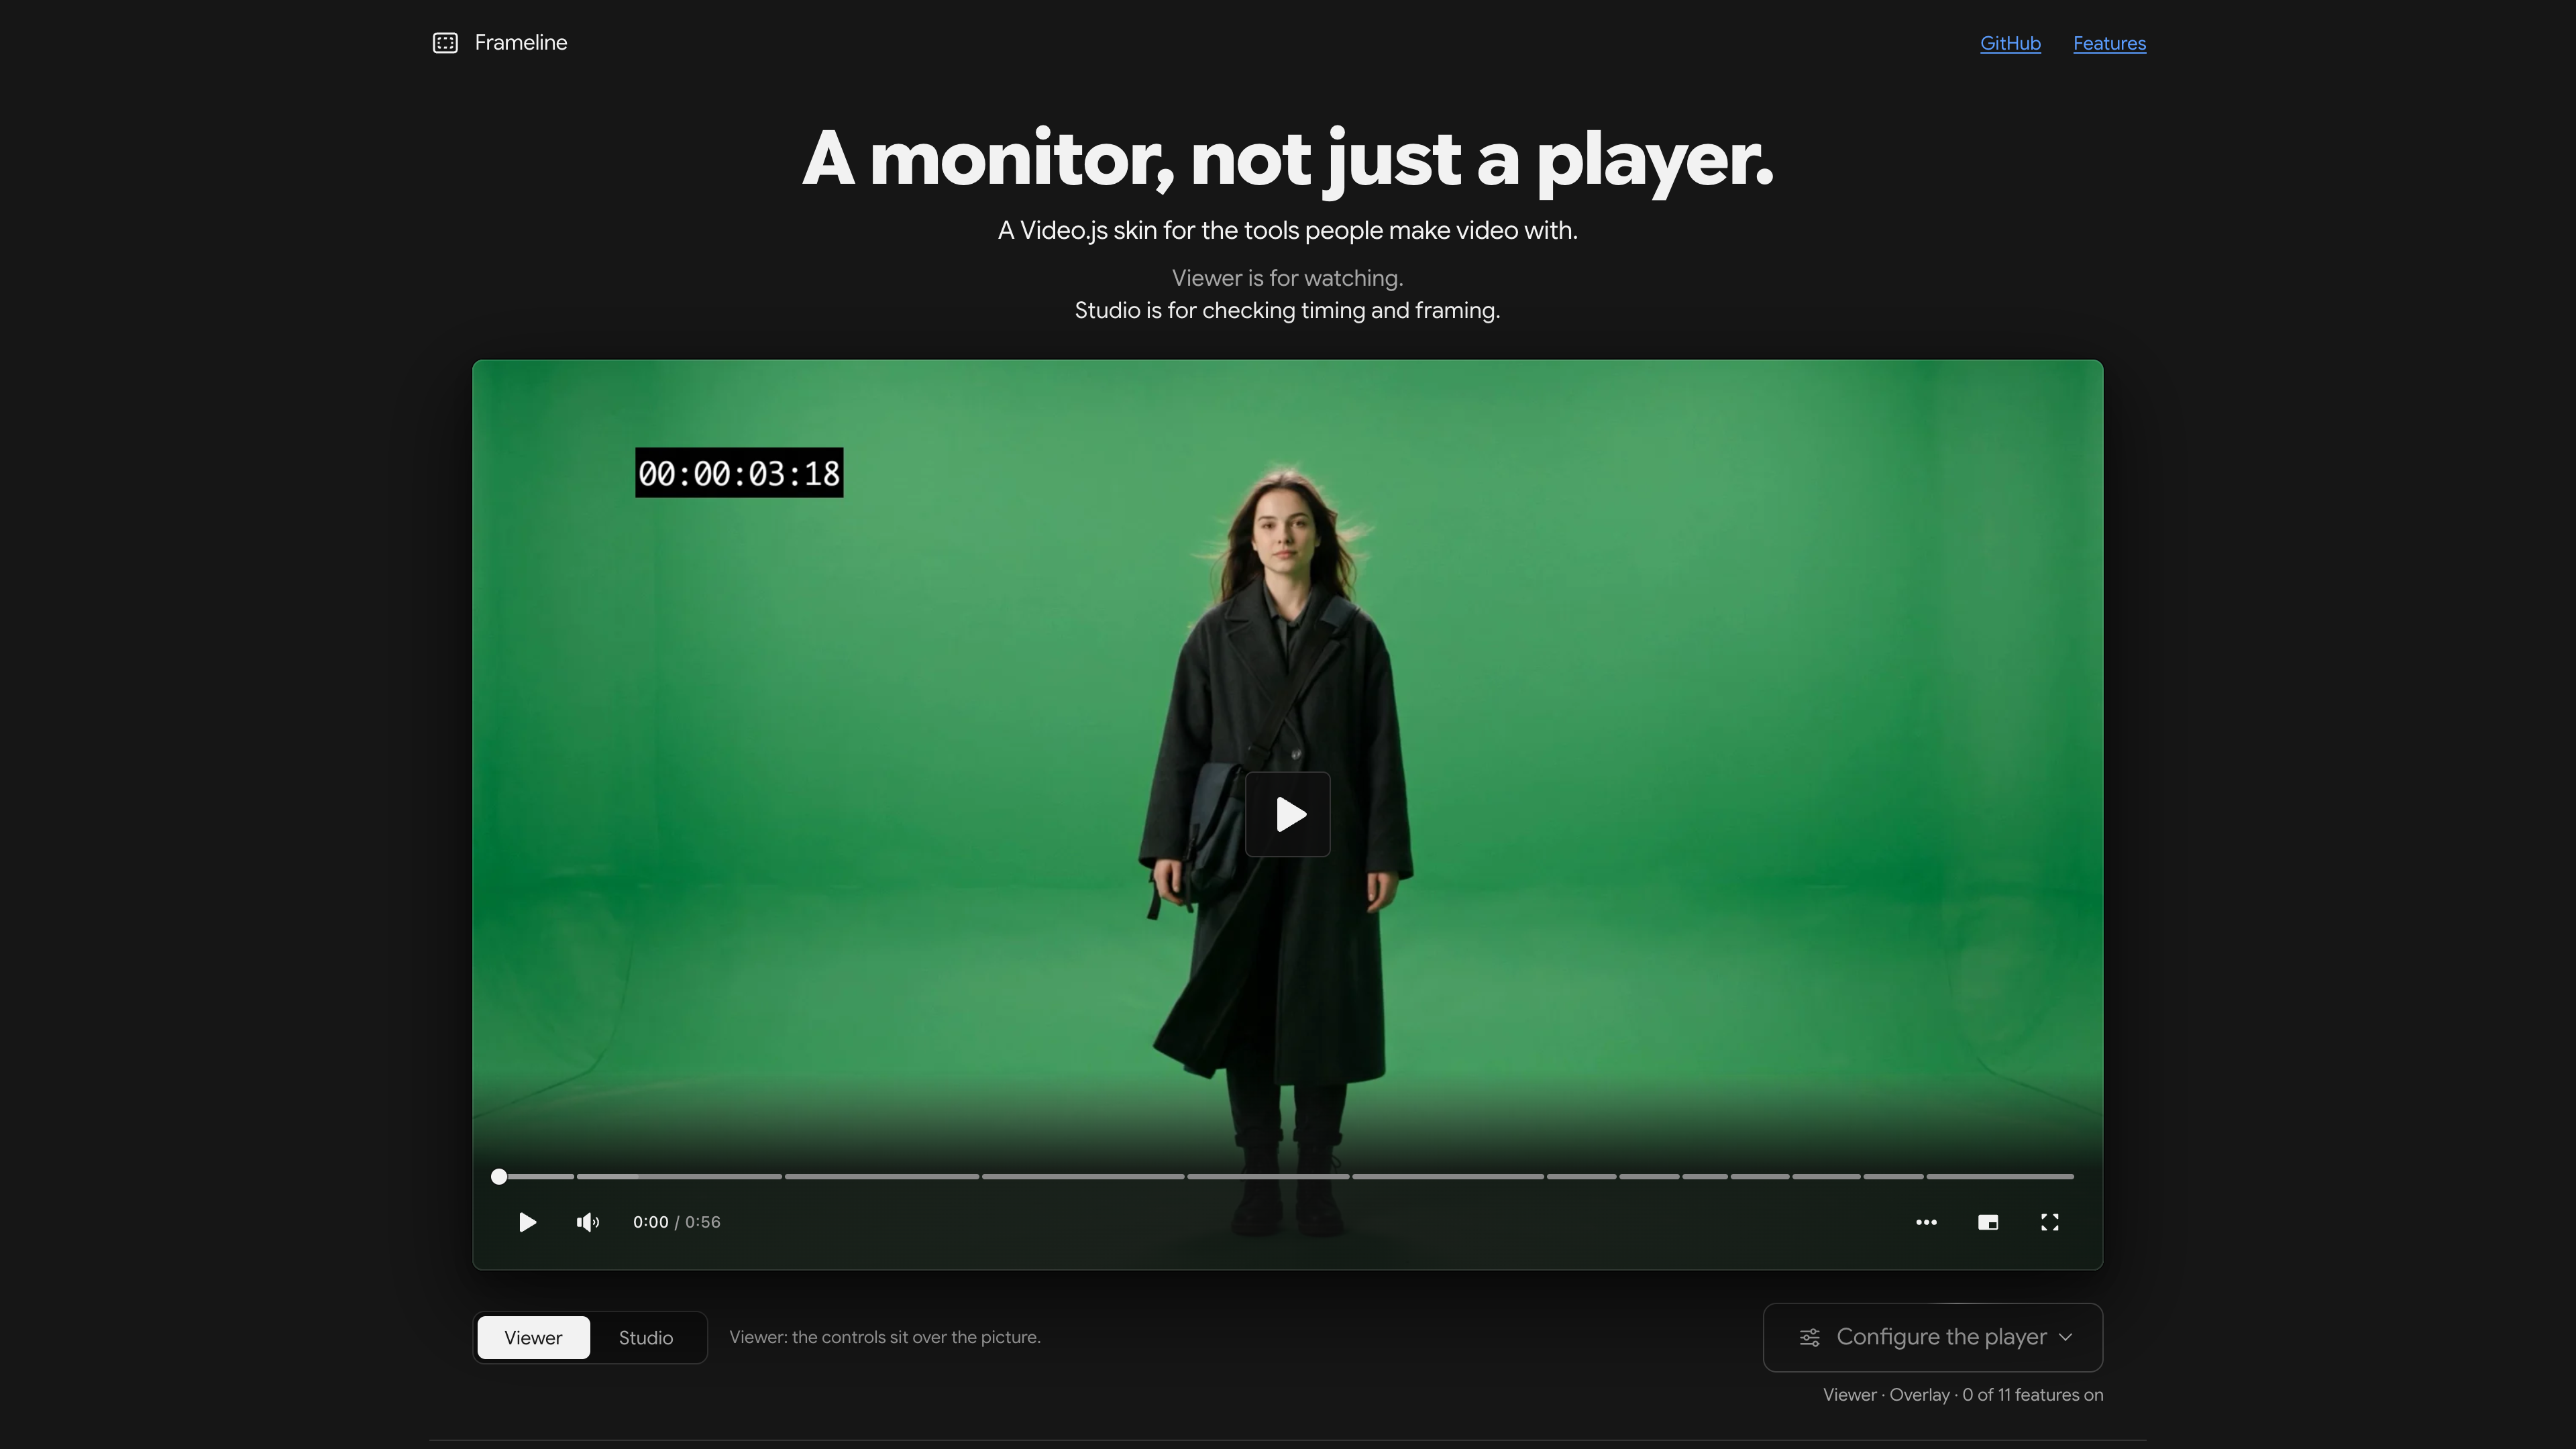 Frameline
GitHub Features
A monitor, not just a player.
A Video.js skin for the tools people make video with.
Viewer is for watching.
Studio is for checking timing and framing.
00:00:03:18
0:00 / 0:56
Viewer Studio Viewer: the controls sit over the picture.
Configure the player
Viewer · Overlay · 0 of 11 features on